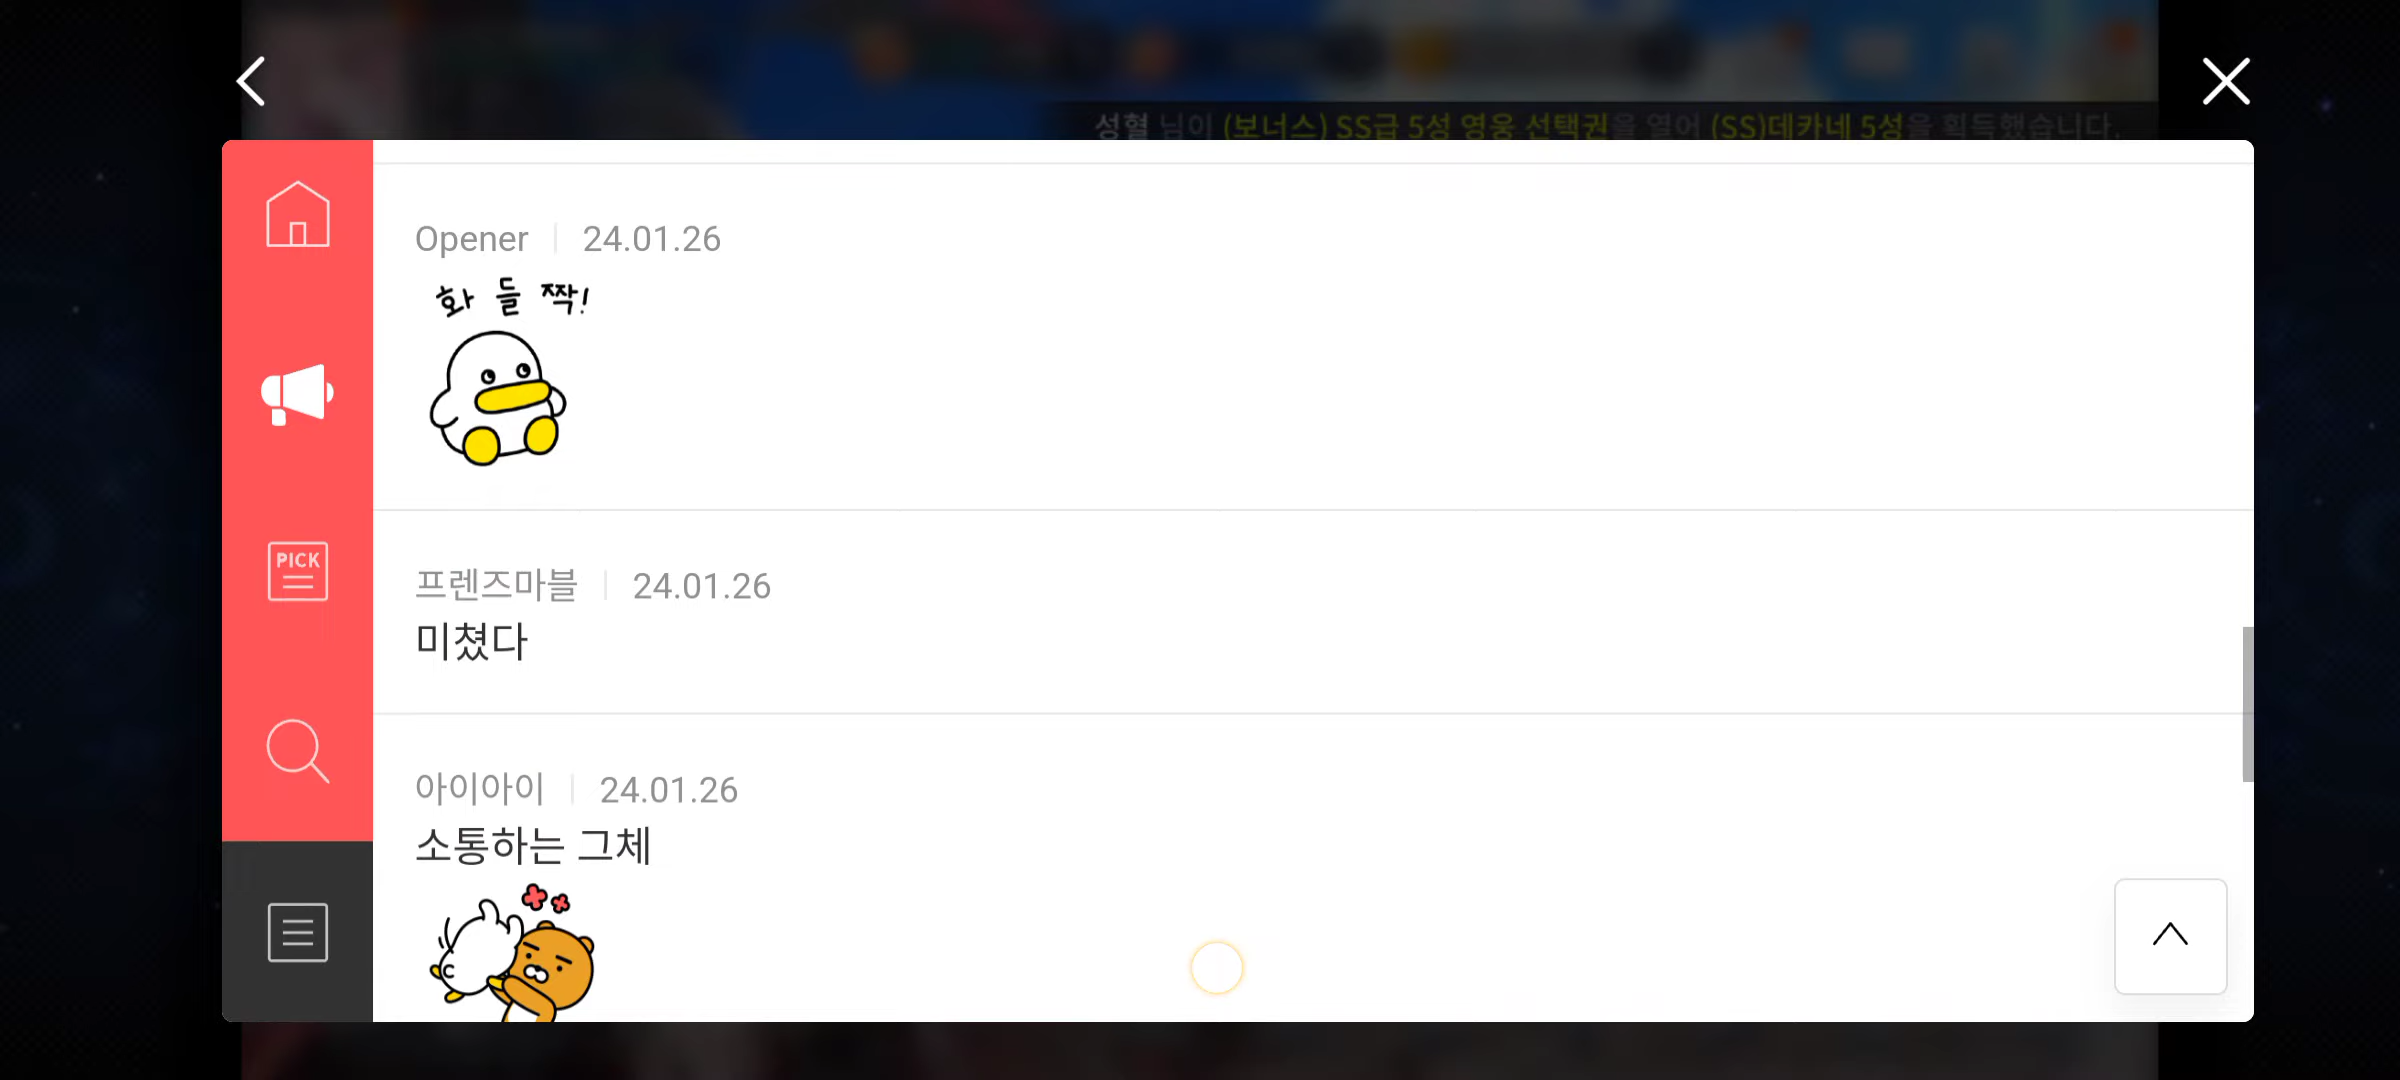 성혈 님이 (보너스) SS급 5성 영웅 선택권을 열어 (SS)데카네 5성을 획득했습니다.
Opener 24.01.26
화 들 짝!
PICK
프렌즈마블 24.01.26
미쳤다
아이아이 24.01.26
소통하는 그체